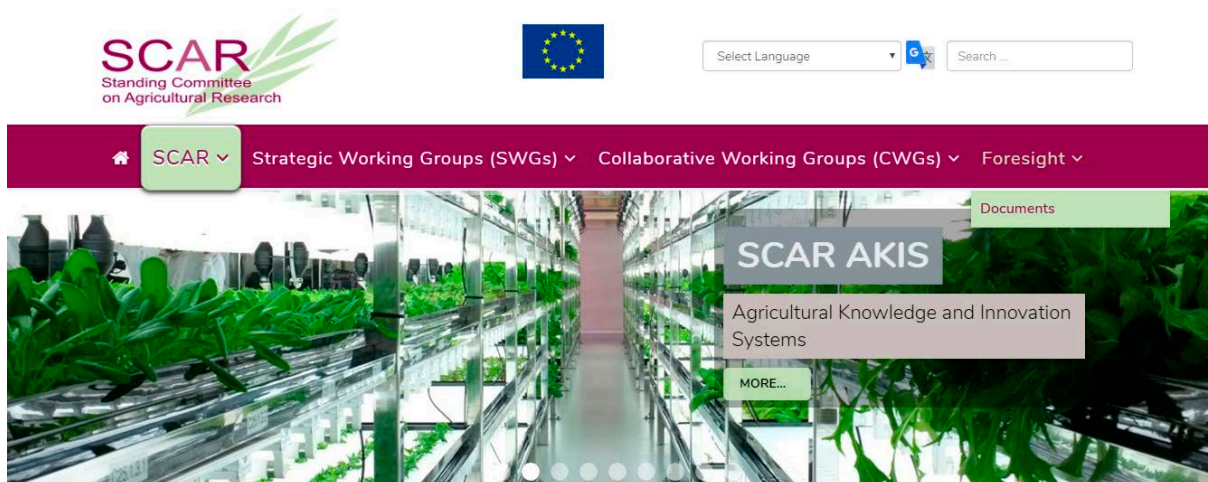 SCAR
Standing Committee
on Agricultural Research
Select Language
Search ...
SCAR
Strategic Working Groups (SWGs)
Collaborative Working Groups (CWGs)
Foresight
Documents
SCAR AKIS
Agricultural Knowledge and Innovation
Systems
MORE...